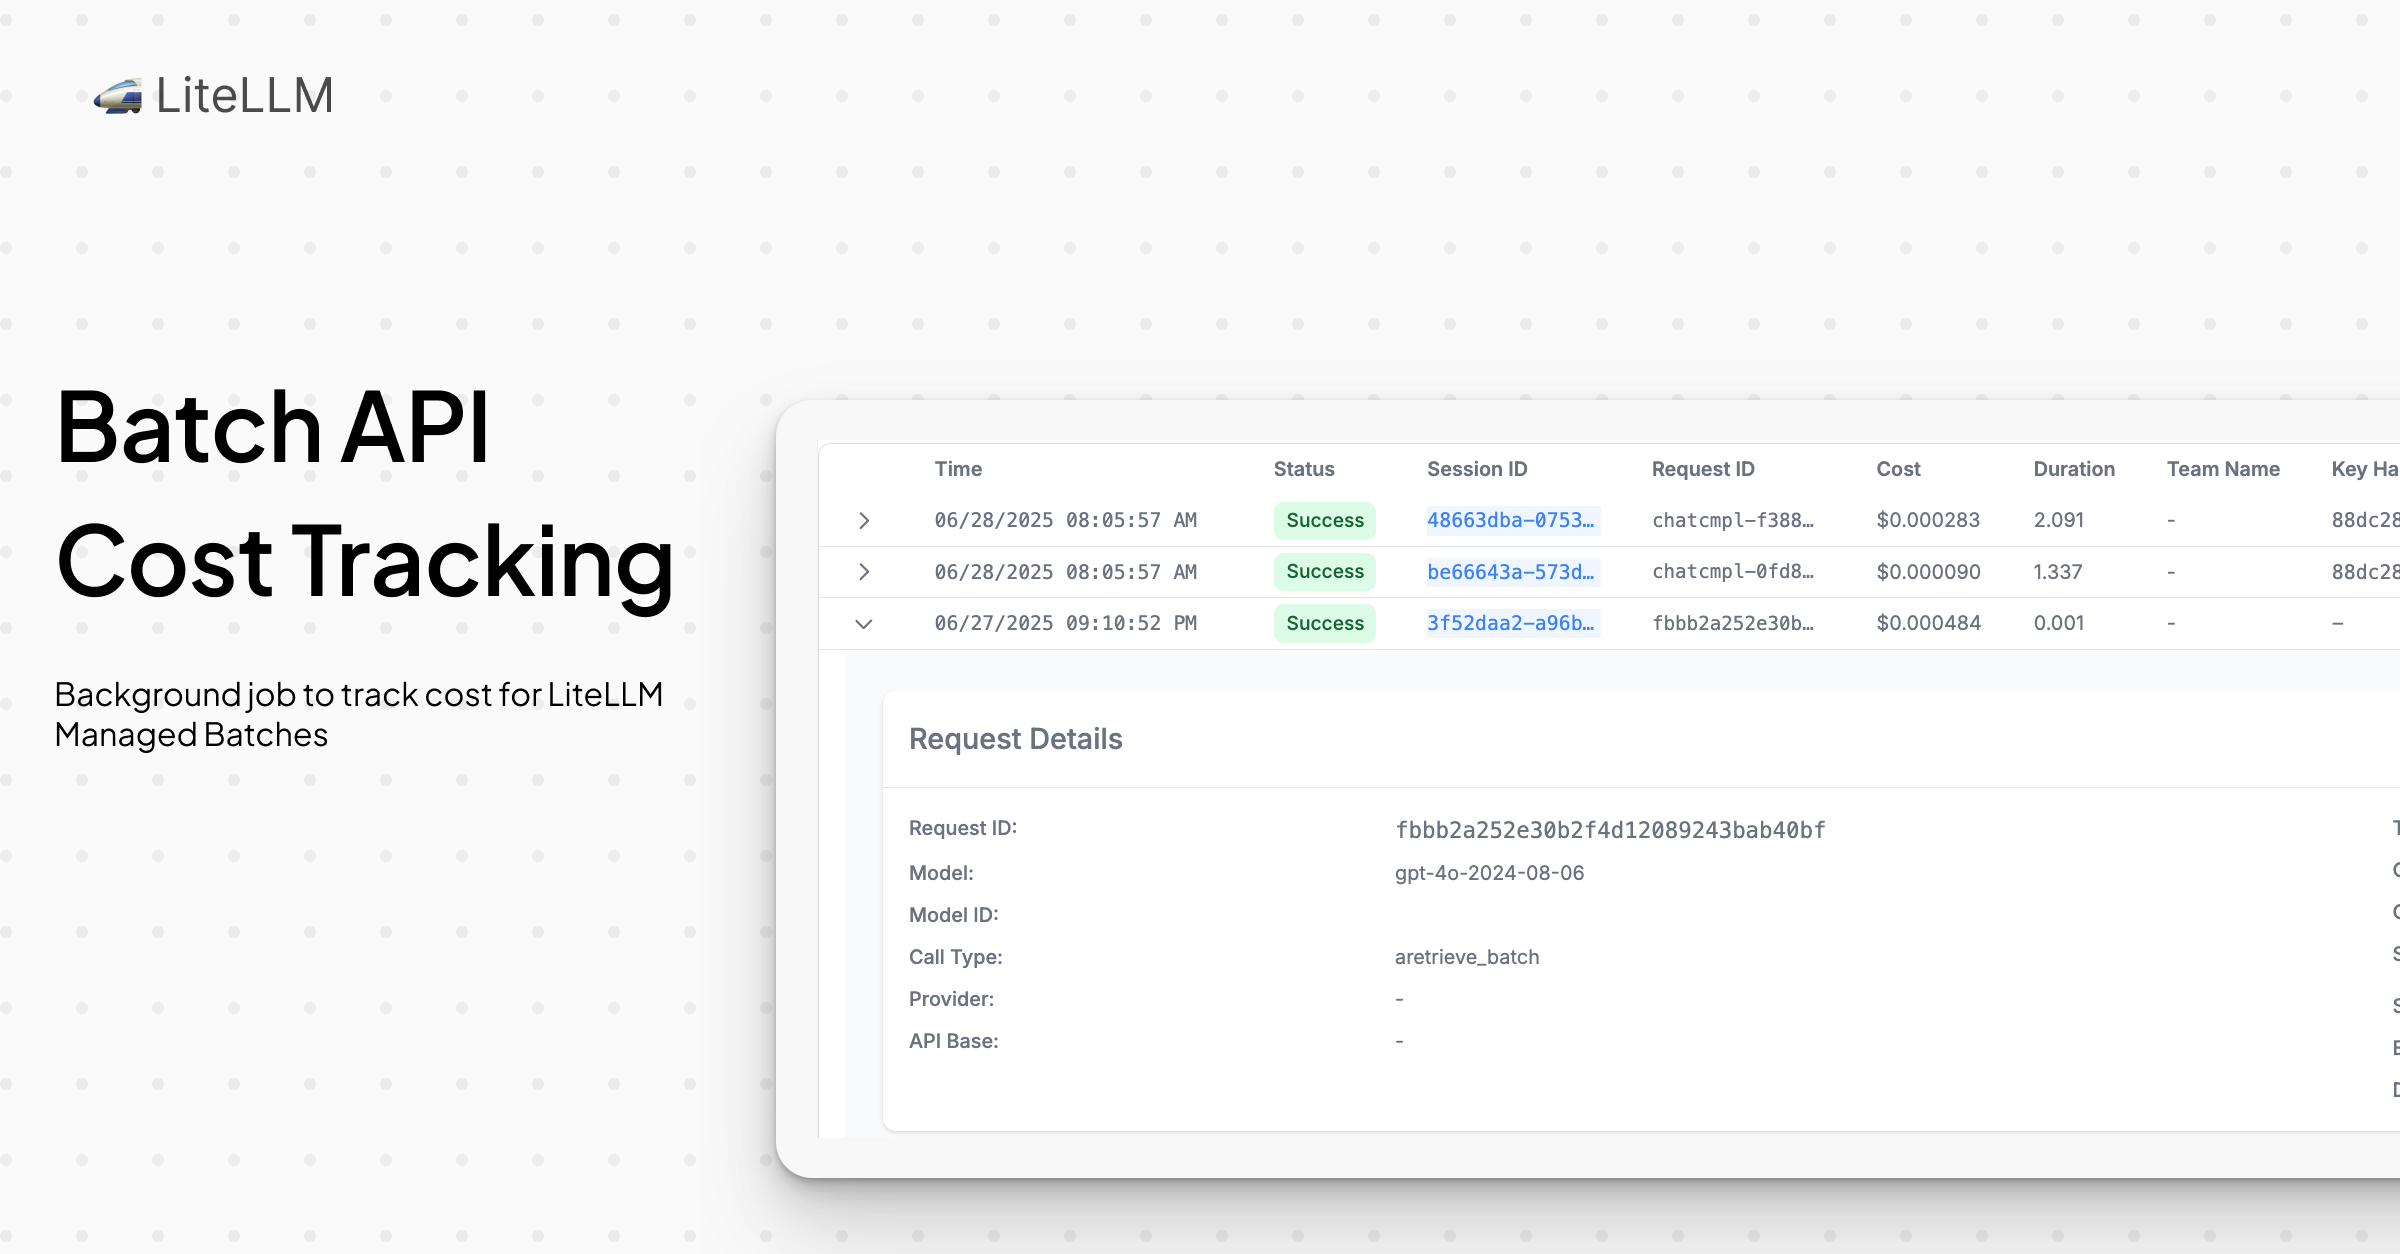 LiteLLM
Batch API
Cost Tracking
Background job to track cost for LiteLLM
Managed Batches
Time Status Session ID Request ID Cost Duration Team Name Key Ha
06/28/2025 08:05:57 AM Success 48663dba-0753… chatcmpl-f388… $0.000283 2.091 - 88dc28
06/28/2025 08:05:57 AM Success be66643a-573d… chatcmpl-0fd8… $0.000090 1.337 - 88dc28
06/27/2025 09:10:52 PM Success 3f52daa2-a96b… fbbb2a252e30b… $0.000484 0.001 - –
Request Details
Request ID: fbbb2a252e30b2f4d12089243bab40bf
Model: gpt-4o-2024-08-06
Model ID:
Call Type: aretrieve_batch
Provider: -
API Base: -